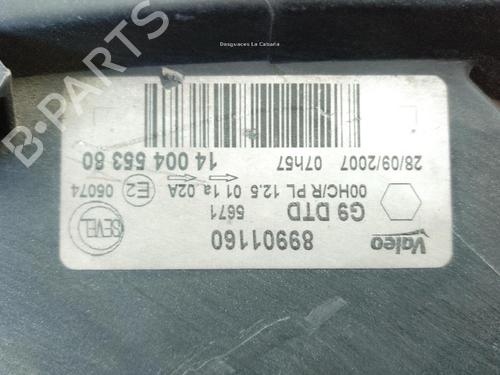 Desguaces La Cabaña
B-PARTS
Valeo
89901160
SEVEL
G9 DTD
5671
00HC/R PL 12.5 01 1a 02A
E2
05074
28/09/2007 07h57
14 004 553 80